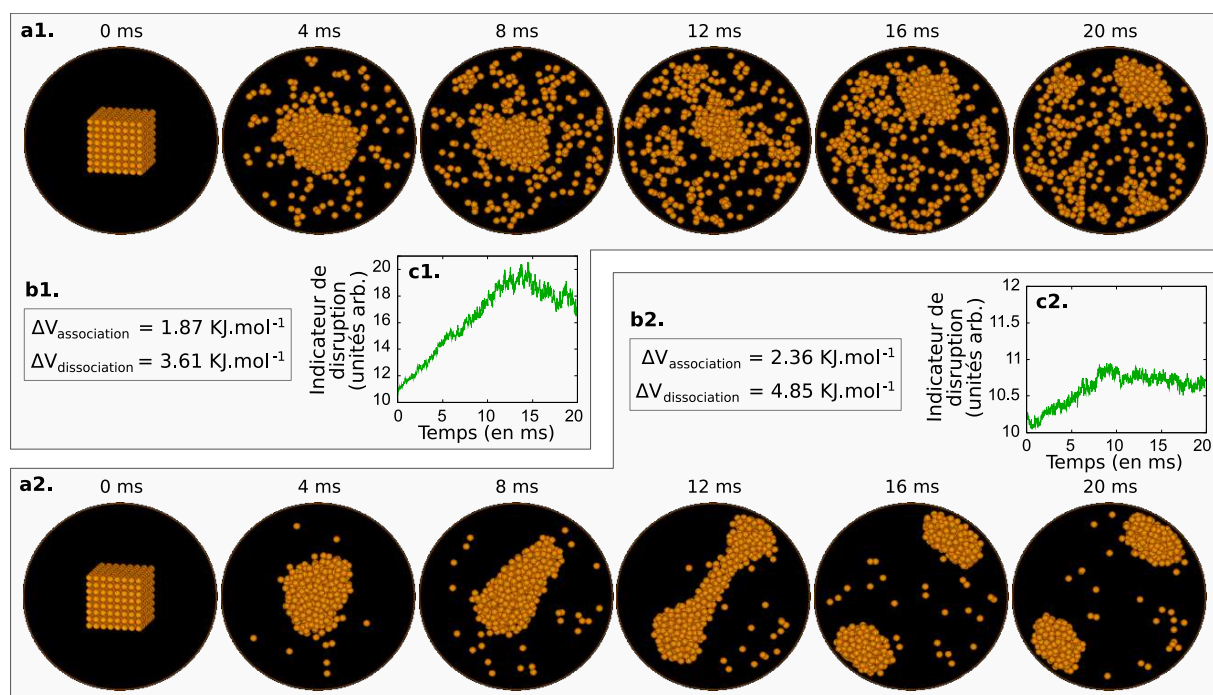 a1.
0 ms 4 ms 8 ms 12 ms 16 ms 20 ms
b1.
ΔVassociation = 1.87 KJ.mol-1
ΔVdissociation = 3.61 KJ.mol-1
c1.
Indicateur de
disruption
(unités arb.)
20
18
16
14
12
10
0 5 10 15 20
Temps (en ms)
b2.
ΔVassociation = 2.36 KJ.mol-1
ΔVdissociation = 4.85 KJ.mol-1
c2.
Indicateur de
disruption
(unités arb.)
12
11.5
11
10.5
10
0 5 10 15 20
Temps (en ms)
a2.
0 ms 4 ms 8 ms 12 ms 16 ms 20 ms